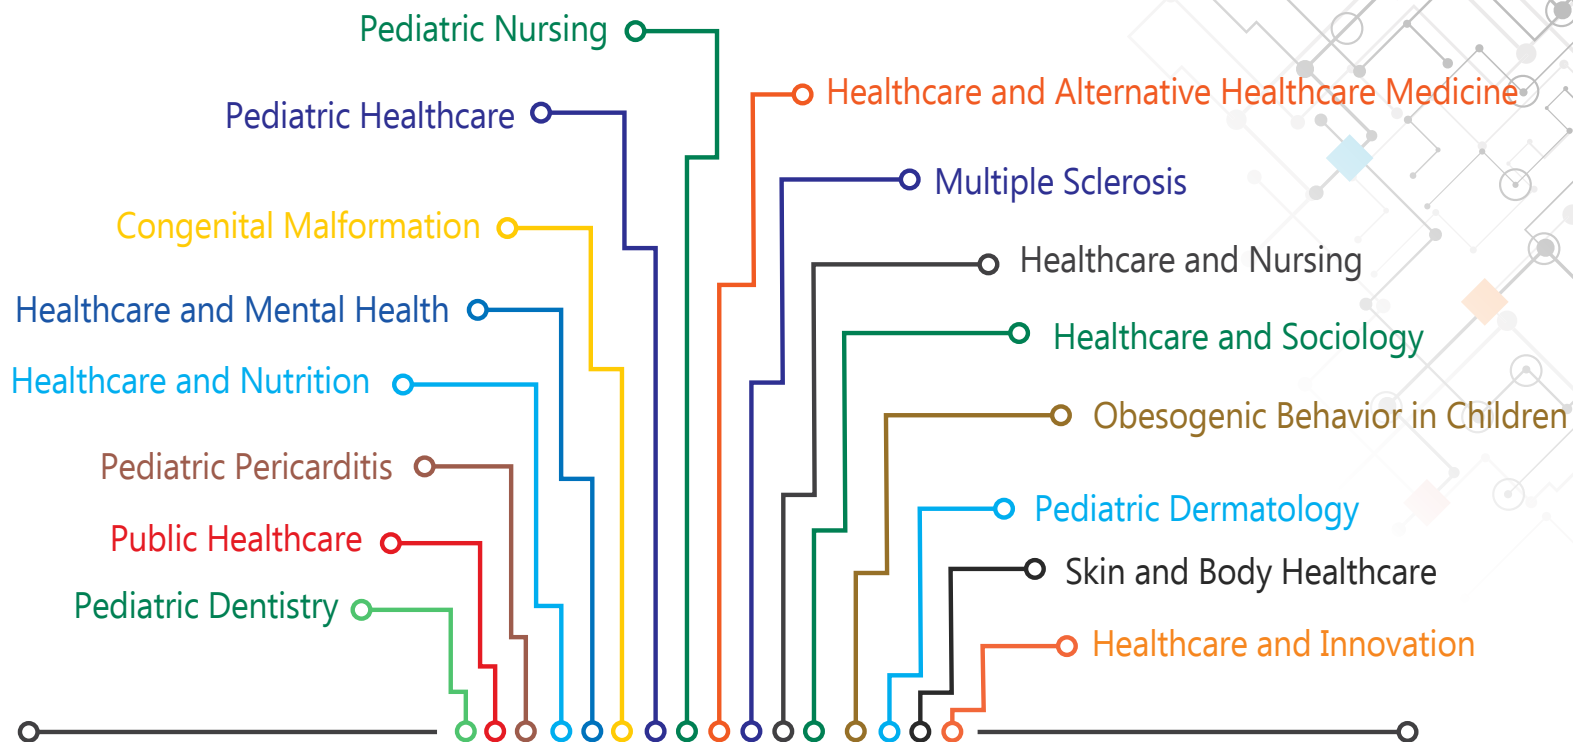 Pediatric Nursing
Pediatric Healthcare
Congenital Malformation
Healthcare and Mental Health
Healthcare and Nutrition
Pediatric Pericarditis
Public Healthcare
Pediatric Dentistry
Healthcare and Alternative Healthcare Medicine
Multiple Sclerosis
Healthcare and Nursing
Healthcare and Sociology
Obesogenic Behavior in Children
Pediatric Dermatology
Skin and Body Healthcare
Healthcare and Innovation